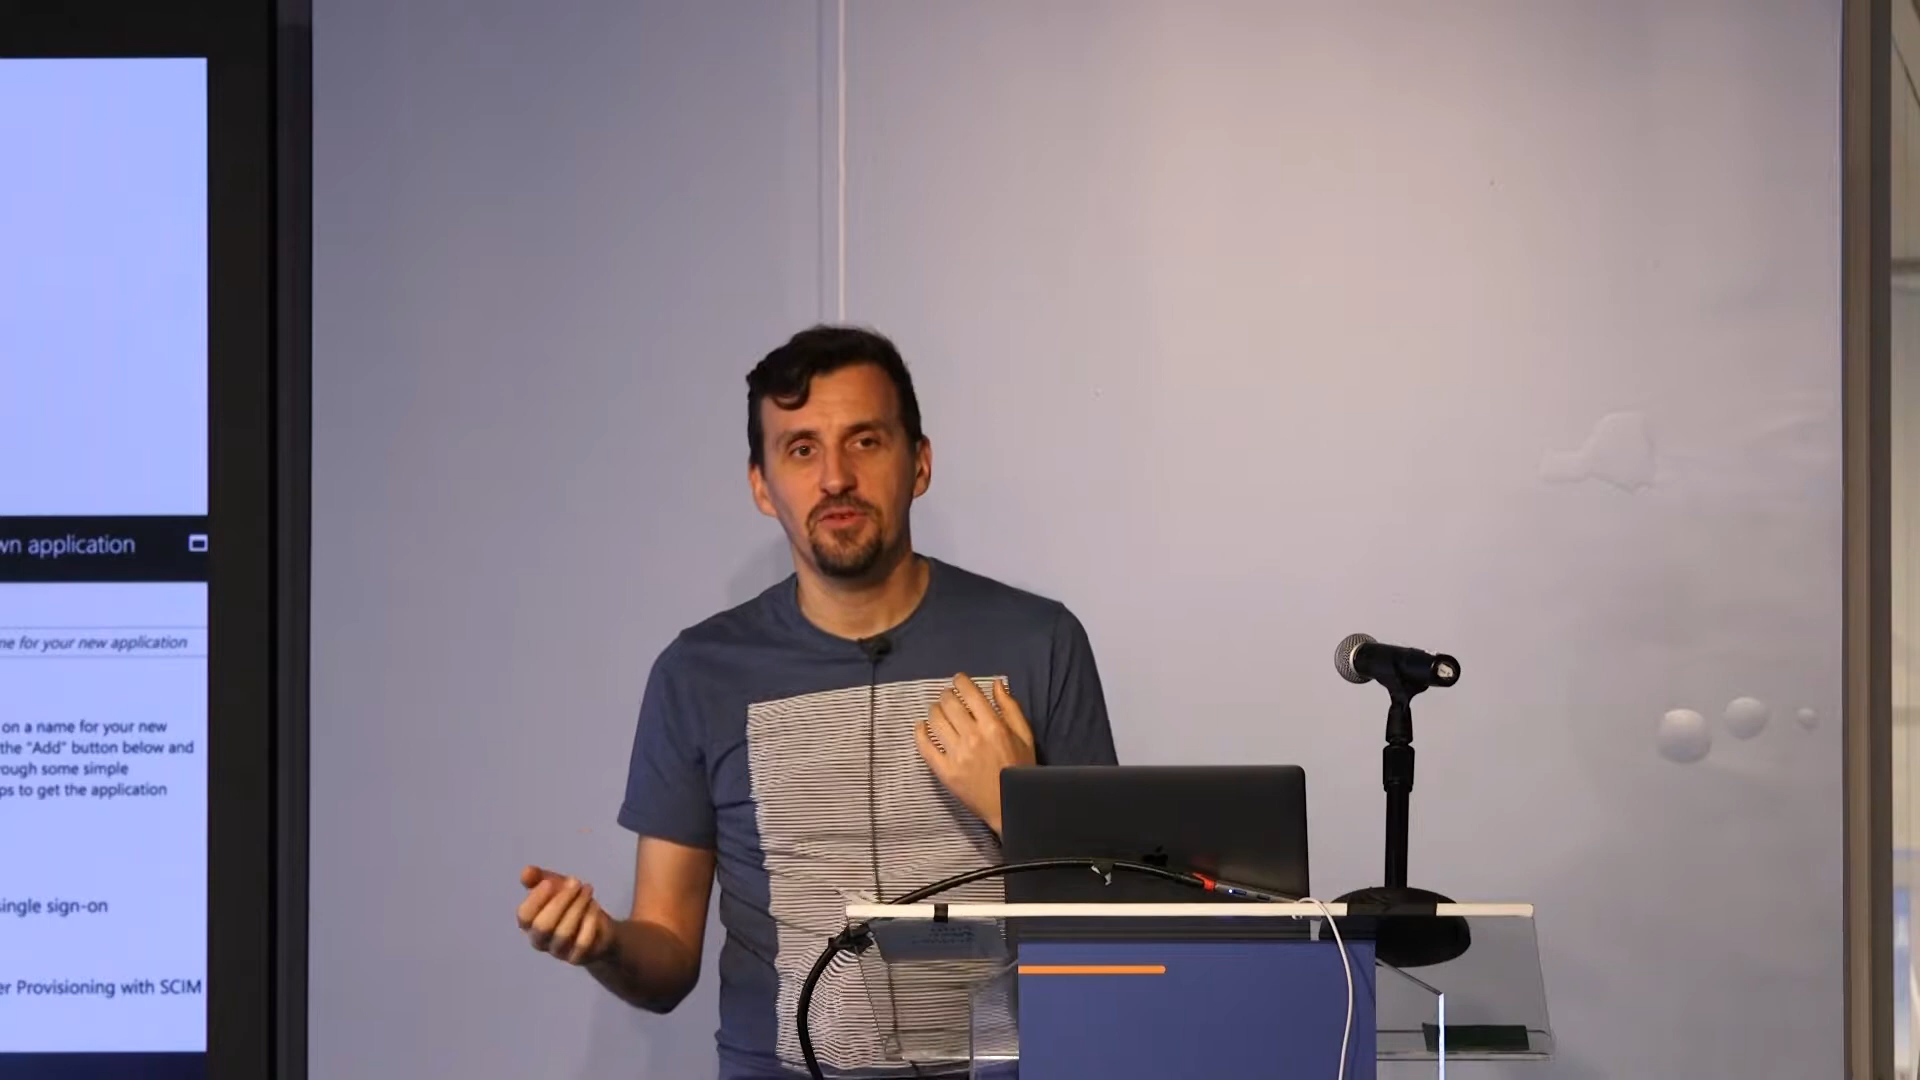 wn application
me for your new application
on a name for your new
the "Add" button below and
rough some simple
ps to get the application
single sign-on
er Provisioning with SCIM